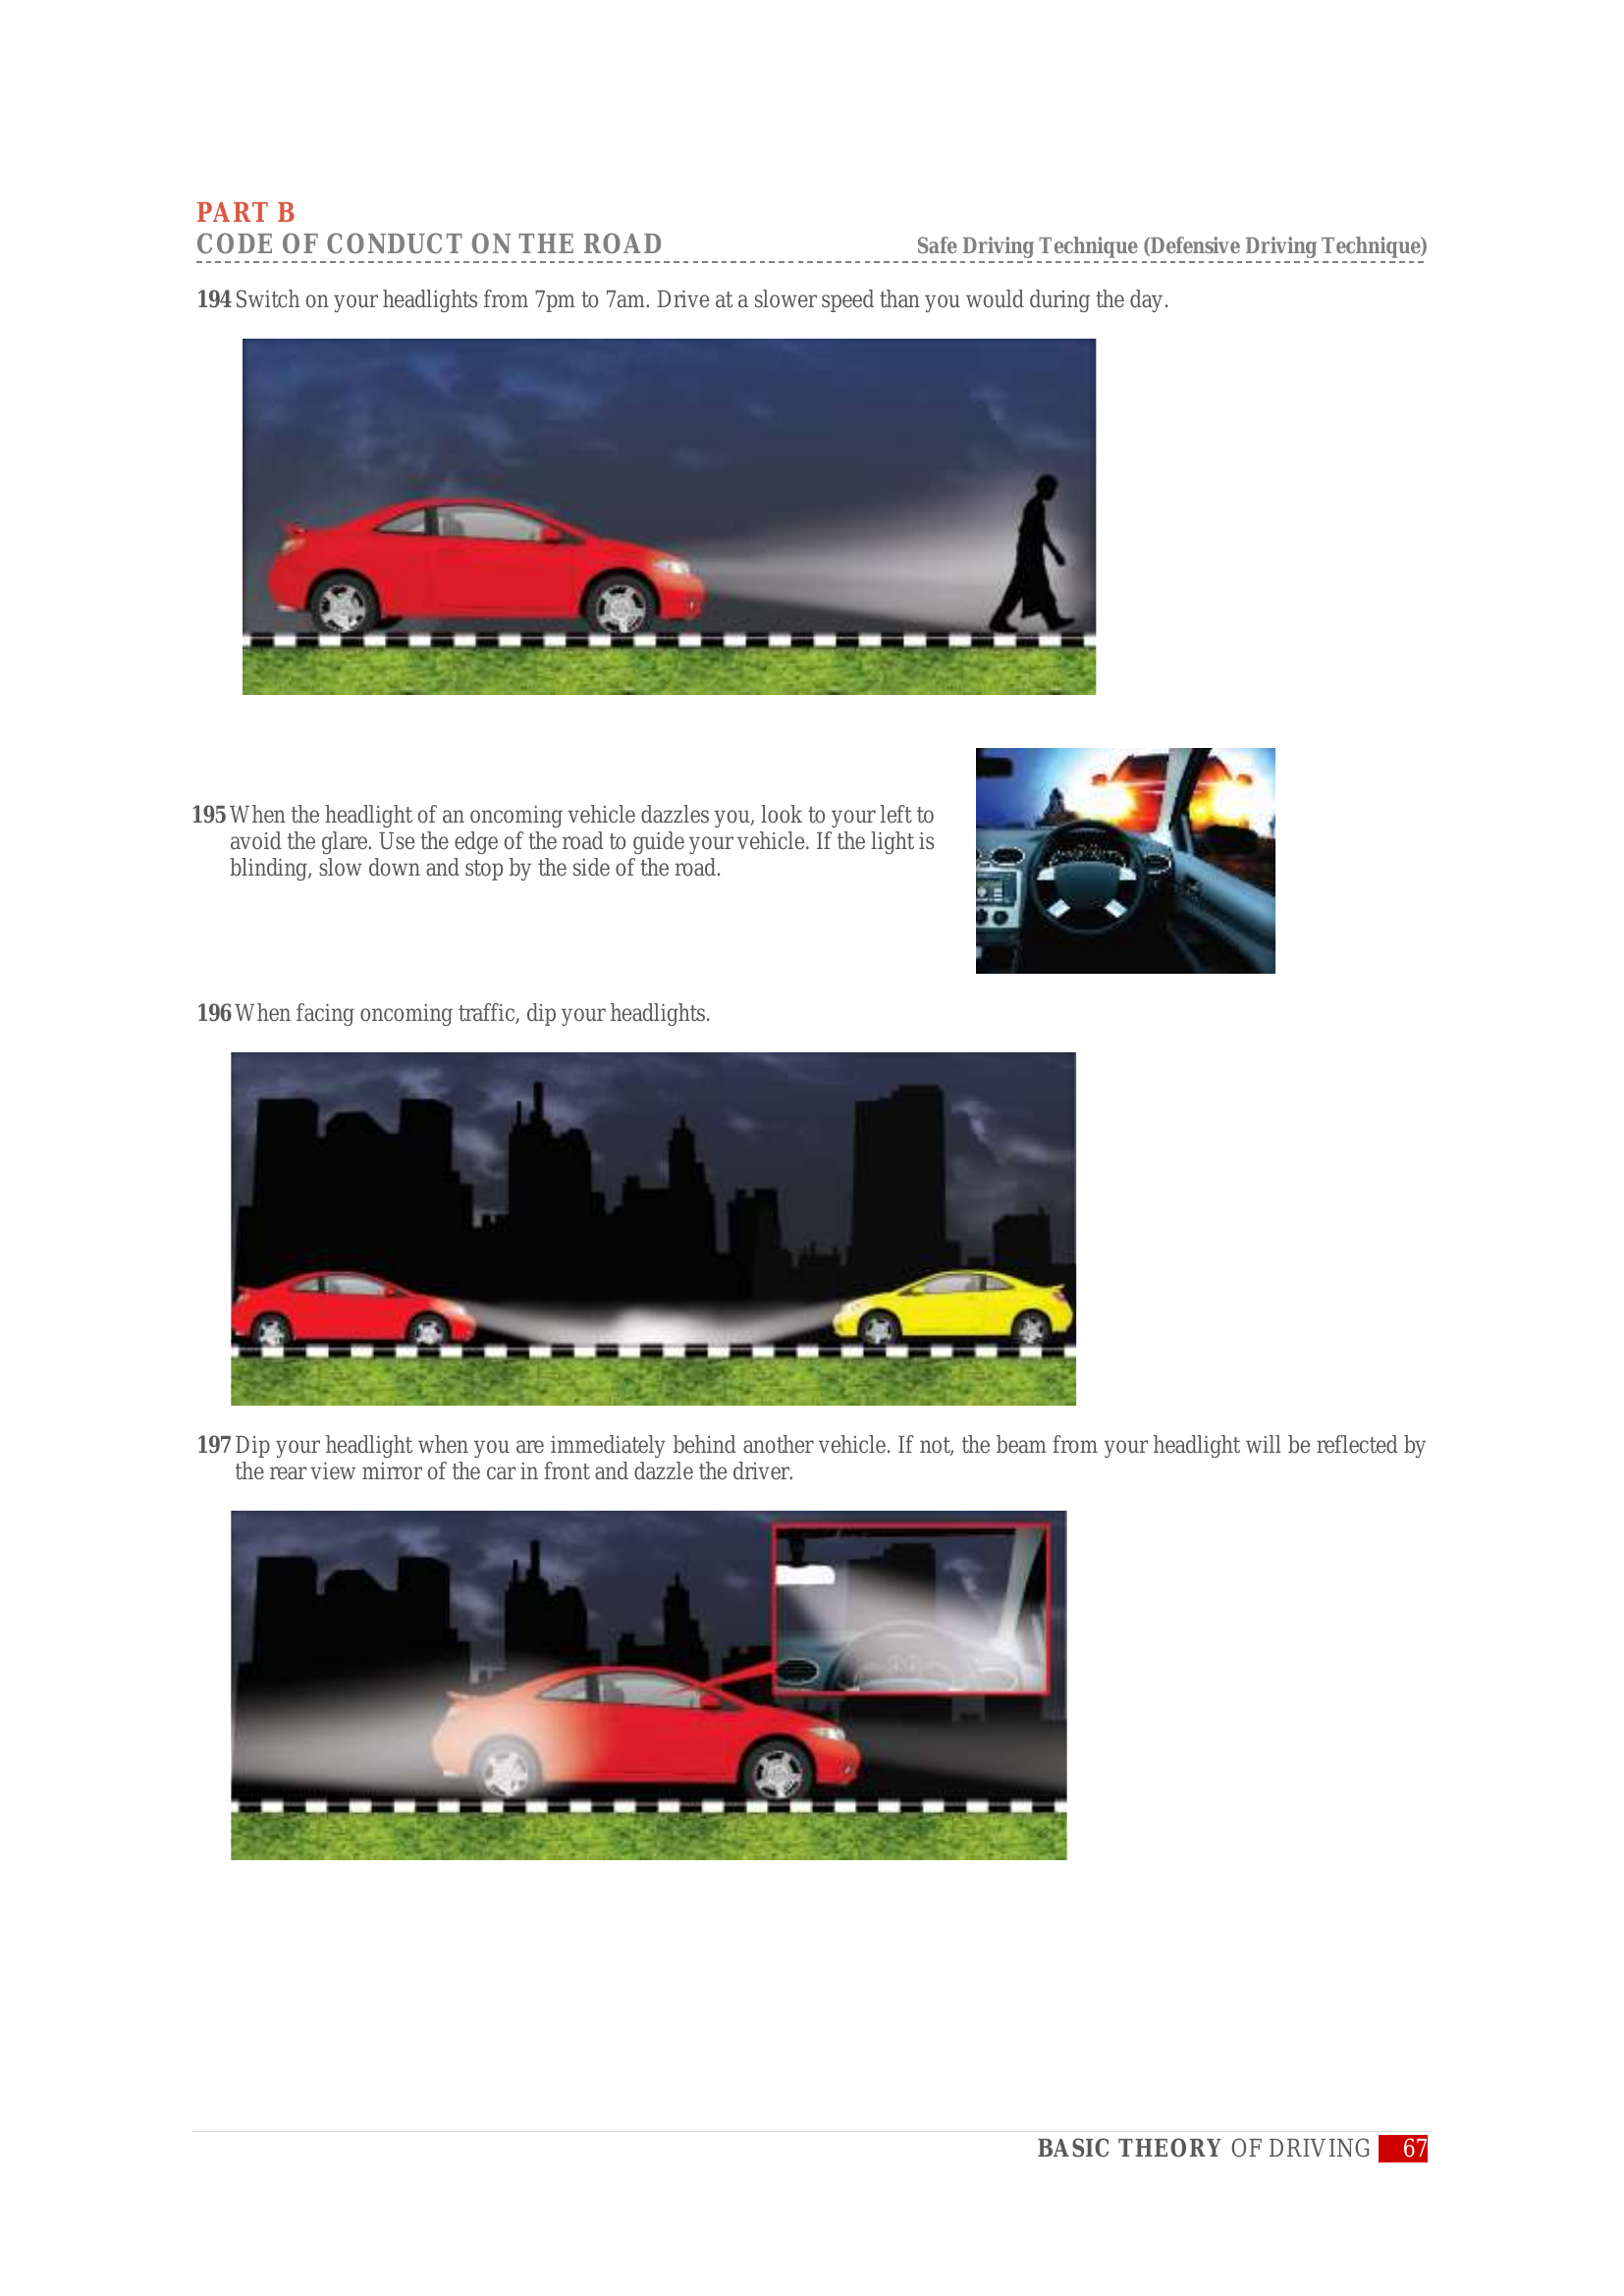 PART B
CODE OF CONDUCT ON THE ROAD Safe Driving Technique (Defensive Driving Technique)
194 Switch on your headlights from 7pm to 7am. Drive at a slower speed than you would during the day.
195 When the headlight of an oncoming vehicle dazzles you, look to your left to
avoid the glare. Use the edge of the road to guide your vehicle. If the light is
blinding, slow down and stop by the side of the road.
196 When facing oncoming traffic, dip your headlights.
197 Dip your headlight when you are immediately behind another vehicle. If not, the beam from your headlight will be reflected by
the rear view mirror of the car in front and dazzle the driver.
BASIC THEORY OF DRIVING 67